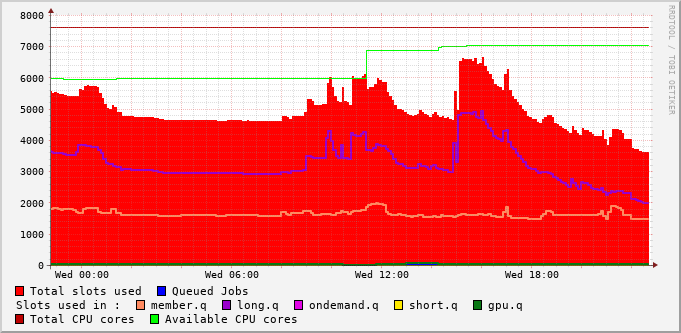 8000
7000
6000
5000
4000
3000
2000
1000
0
Wed 00:00 Wed 06:00 Wed 12:00 Wed 18:00
RRDTOOL / TOBI OETIKER
Total slots used Queued Jobs
Slots used in : member.q long.q ondemand.q short.q gpu.q
Total CPU cores Available CPU cores